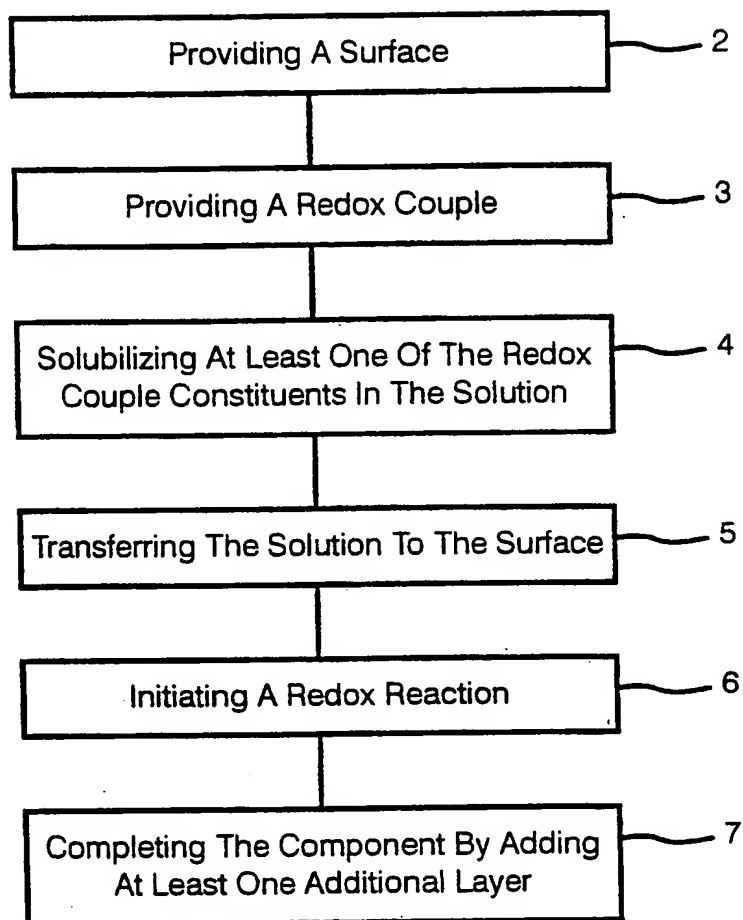 Providing A Surface 2
Providing A Redox Couple 3
Solubilizing At Least One Of The Redox 4
Couple Constituents In The Solution
Transferring The Solution To The Surface 5
Initiating A Redox Reaction 6
Completing The Component By Adding 7
At Least One Additional Layer